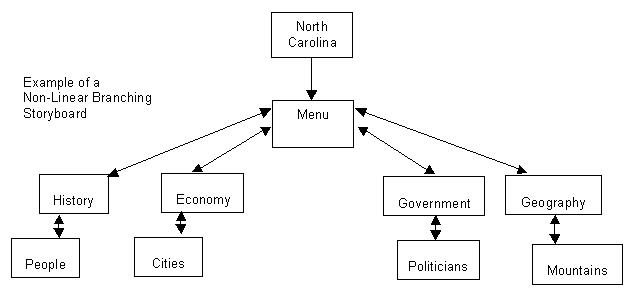 North
Carolina
Example of a
Non-Linear Branching
Storyboard
Menu
History
Economy
Government
Geography
People
Cities
Politicians
Mountains